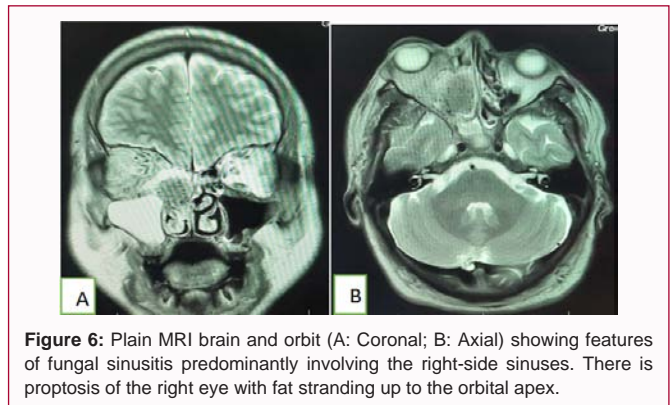 Gro
A
B
Figure 6: Plain MRI brain and orbit (A: Coronal; B: Axial) showing features
of fungal sinusitis predominantly involving the right-side sinuses. There is
proptosis of the right eye with fat stranding up to the orbital apex.